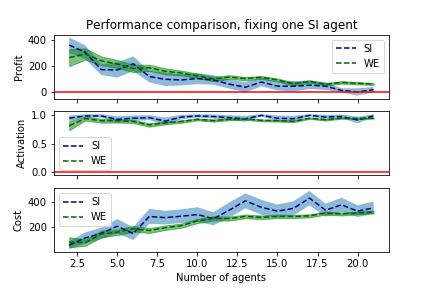 Performance comparison, fixing one SI agent
400
200
0
Profit
SI
WE
1.0
0.5
0.0
Activation
SI
WE
400
200
Cost
SI
WE
2.5 5.0 7.5 10.0 12.5 15.0 17.5 20.0
Number of agents